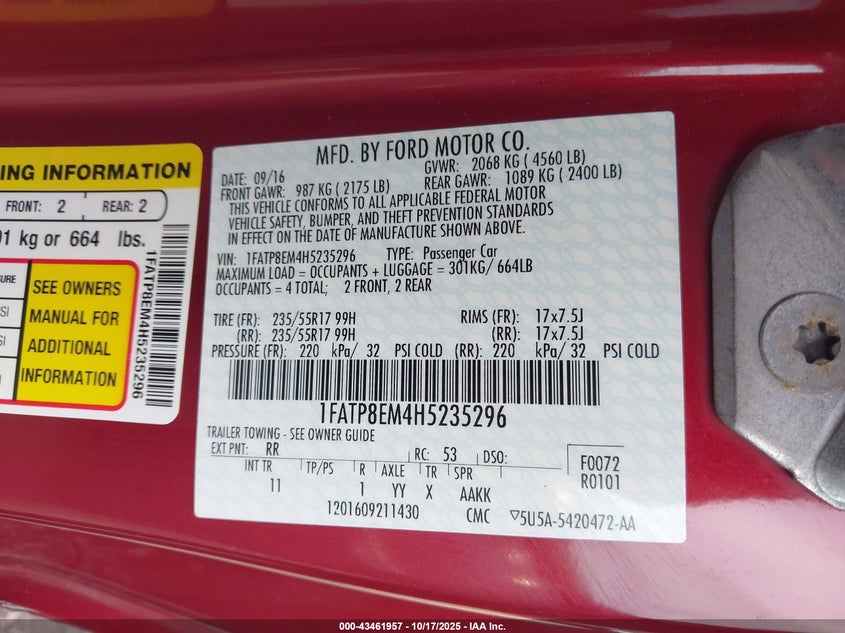 ING INFORMATION
FRONT: 2 REAR: 2
01 kg or 664 lbs.
SURE
SI
SI
SEE OWNERS
MANUAL FOR
ADDITIONAL
INFORMATION
1FATP8EM4H5235296
MFD. BY FORD MOTOR CO.
DATE: 09/16 GVWR: 2068 KG ( 4560 LB)
FRONT GAWR: 987 KG ( 2175 LB) REAR GAWR: 1089 KG ( 2400 LB)
THIS VEHICLE CONFORMS TO ALL APPLICABLE FEDERAL MOTOR
VEHICLE SAFETY, BUMPER, AND THEFT PREVENTION STANDARDS
IN EFFECT ON THE DATE OF MANUFACTURE SHOWN ABOVE.
VIN: 1FATP8EM4H5235296 TYPE: Passenger Car
MAXIMUM LOAD = OCCUPANTS + LUGGAGE = 301KG/ 664LB
OCCUPANTS = 4 TOTAL; 2 FRONT, 2 REAR
TIRE (FR): 235/55R17 99H RIMS (FR): 17x7.5J
(RR): 235/55R17 99H (RR): 17x7.5J
PRESSURE (FR): 220 kPa/ 32 PSI COLD (RR): 220 kPa/ 32 PSI COLD
1FATP8EM4H5235296
TRAILER TOWING - SEE OWNER GUIDE
EXT PNT: RR RC: 53 DSO: F0072
INT TR TP/PS R AXLE TR SPR R0101
11 1 YY X AAKK
1201609211430 CMC ▽5U5A-5420472-AA
000-43461957 - 10/17/2025 - IAA Inc.